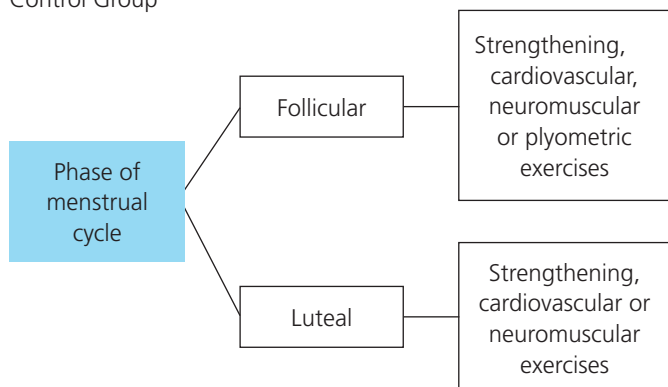 Control Group
Strengthening,
cardiovascular,
neuromuscular
or plyometric
exercises
Follicular
Phase of
menstrual
cycle
Luteal
Strengthening,
cardiovascular or
neuromuscular
exercises